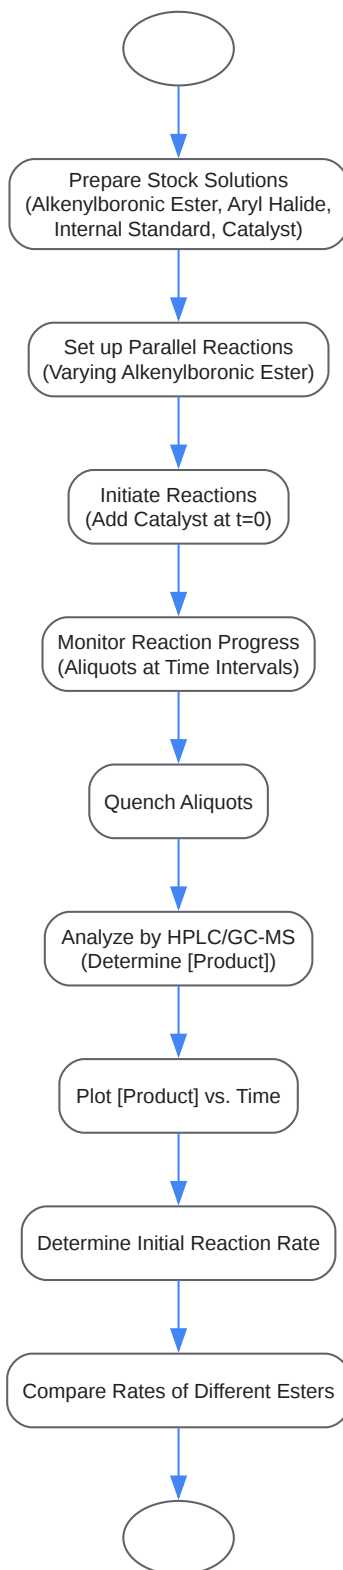 Prepare Stock Solutions
(Alkenylboronic Ester, Aryl Halide,
Internal Standard, Catalyst)
Set up Parallel Reactions
(Varying Alkenylboronic Ester)
Initiate Reactions
(Add Catalyst at t=0)
Monitor Reaction Progress
(Aliquots at Time Intervals)
Quench Aliquots
Analyze by HPLC/GC-MS
(Determine [Product])
Plot [Product] vs. Time
Determine Initial Reaction Rate
Compare Rates of Different Esters